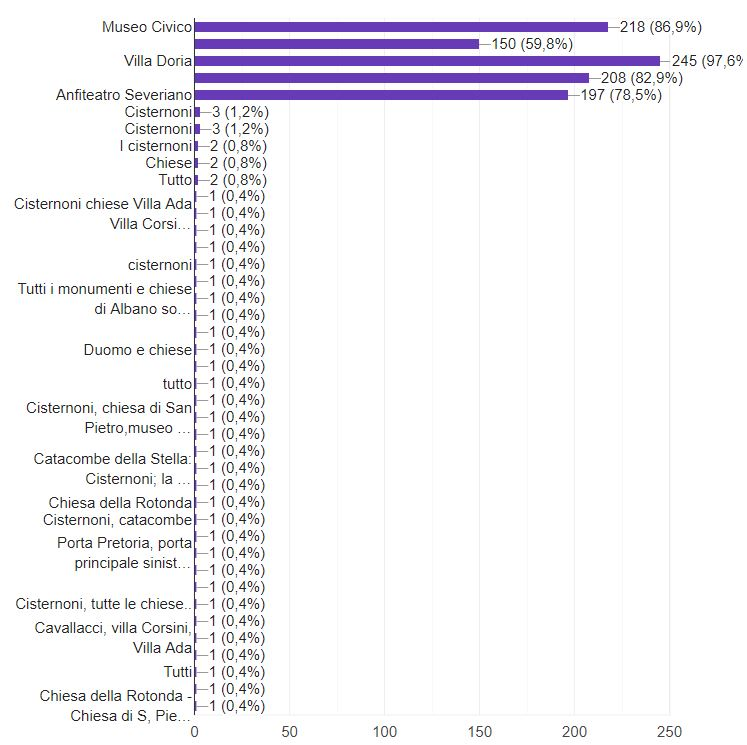 Museo Civico 218 (86,9%)
150 (59,8%)
Villa Doria 245 (97,6%
208 (82,9%)
Anfiteatro Severiano 197 (78,5%)
Cisternoni 3 (1,2%)
Cisternoni 3 (1,2%)
I cisternoni 2 (0,8%)
Chiese 2 (0,8%)
Tutto 2 (0,8%)
1 (0,4%)
Cisternoni chiese Villa Ada
1 (0,4%)
Villa Corsi…
1 (0,4%)
1 (0,4%)
cisternoni 1 (0,4%)
1 (0,4%)
Tutti i monumenti e chiese
1 (0,4%)
di Albano so…
1 (0,4%)
1 (0,4%)
Duomo e chiese 1 (0,4%)
1 (0,4%)
tutto 1 (0,4%)
1 (0,4%)
Cisternoni, chiesa di San
1 (0,4%)
Pietro,museo …
1 (0,4%)
1 (0,4%)
Catacombe della Stella:
1 (0,4%)
Cisternoni; la …
1 (0,4%)
Chiesa della Rotonda 1 (0,4%)
Cisternoni, catacombe 1 (0,4%)
1 (0,4%)
Porta Pretoria, porta
1 (0,4%)
principale sinist…
1 (0,4%)
1 (0,4%)
Cisternoni, tutte le chiese.. 1 (0,4%)
1 (0,4%)
Cavallacci, villa Corsini,
1 (0,4%)
Villa Ada
1 (0,4%)
Tutti 1 (0,4%)
1 (0,4%)
Chiesa della Rotonda -
1 (0,4%)
Chiesa di S, Pie…
0 50 100 150 200 250